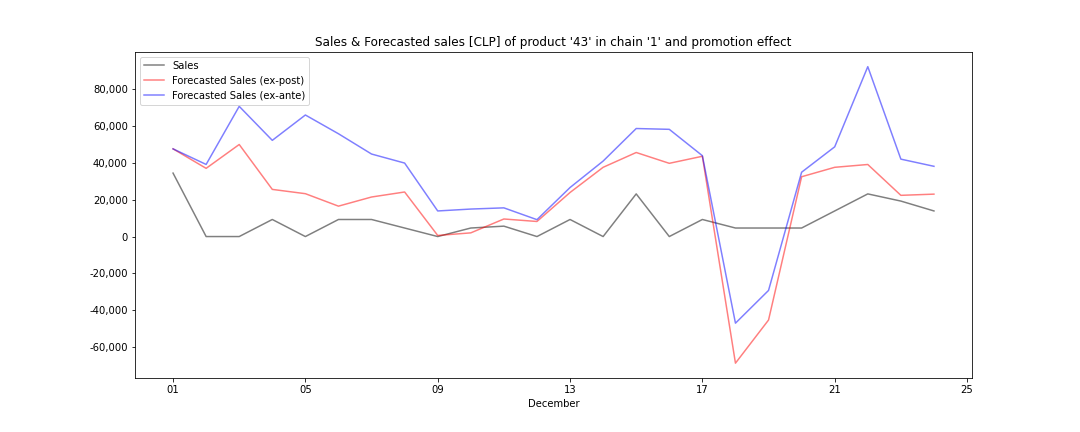 Sales & Forecasted sales [CLP] of product '43' in chain '1' and promotion effect
Sales
Forecasted Sales (ex-post)
Forecasted Sales (ex-ante)
80,000
60,000
40,000
20,000
0
-20,000
-40,000
-60,000
01 05 09 13 17 21 25
December